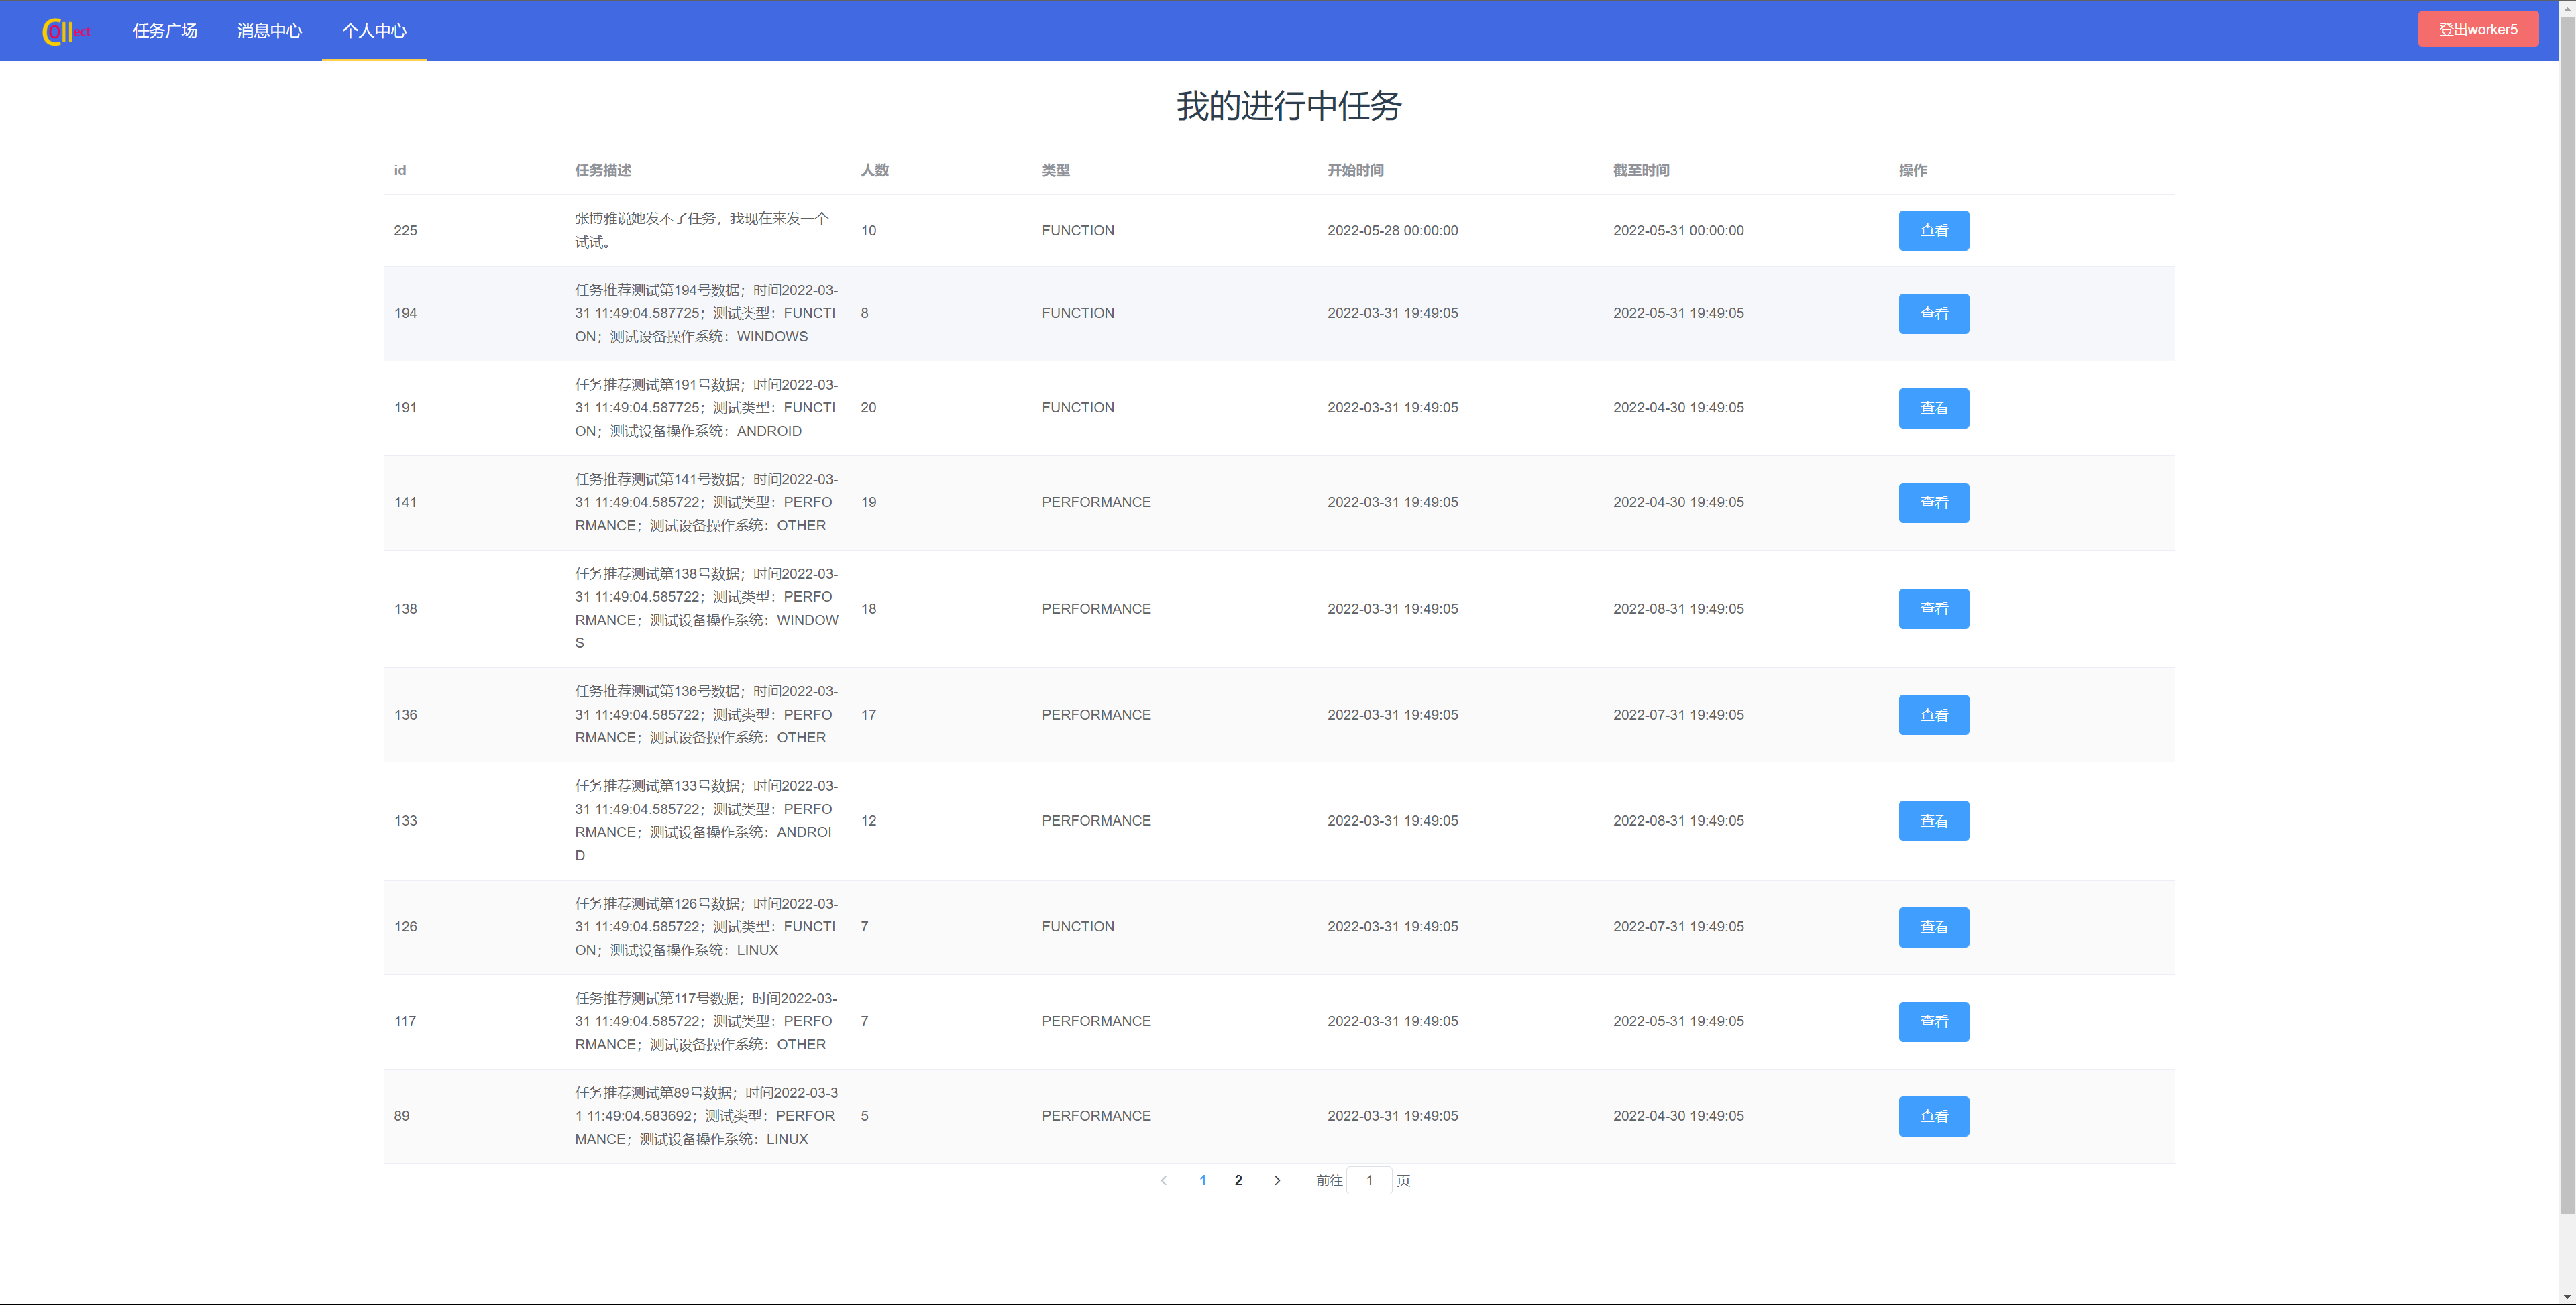 Collect
任务广场
消息中心
个人中心
登出worker5
我的进行中任务
id 任务描述 人数 类型 开始时间 截至时间 操作
张博雅说她发不了任务，我现在来发一个
试试。
225 10 FUNCTION 2022-05-28 00:00:00 2022-05-31 00:00:00 查看
任务推荐测试第194号数据；时间2022-03-
31 11:49:04.587725；测试类型：FUNCTI
ON；测试设备操作系统：WINDOWS
194 8 FUNCTION 2022-03-31 19:49:05 2022-05-31 19:49:05 查看
任务推荐测试第191号数据；时间2022-03-
31 11:49:04.587725；测试类型：FUNCTI
ON；测试设备操作系统：ANDROID
191 20 FUNCTION 2022-03-31 19:49:05 2022-04-30 19:49:05 查看
任务推荐测试第141号数据；时间2022-03-
31 11:49:04.585722；测试类型：PERFO
RMANCE；测试设备操作系统：OTHER
141 19 PERFORMANCE 2022-03-31 19:49:05 2022-04-30 19:49:05 查看
任务推荐测试第138号数据；时间2022-03-
31 11:49:04.585722；测试类型：PERFO
RMANCE；测试设备操作系统：WINDOW
S
138 18 PERFORMANCE 2022-03-31 19:49:05 2022-08-31 19:49:05 查看
任务推荐测试第136号数据；时间2022-03-
31 11:49:04.585722；测试类型：PERFO
RMANCE；测试设备操作系统：OTHER
136 17 PERFORMANCE 2022-03-31 19:49:05 2022-07-31 19:49:05 查看
任务推荐测试第133号数据；时间2022-03-
31 11:49:04.585722；测试类型：PERFO
RMANCE；测试设备操作系统：ANDROI
D
133 12 PERFORMANCE 2022-03-31 19:49:05 2022-08-31 19:49:05 查看
任务推荐测试第126号数据；时间2022-03-
31 11:49:04.585722；测试类型：FUNCTI
ON；测试设备操作系统：LINUX
126 7 FUNCTION 2022-03-31 19:49:05 2022-07-31 19:49:05 查看
任务推荐测试第117号数据；时间2022-03-
31 11:49:04.585722；测试类型：PERFO
RMANCE；测试设备操作系统：OTHER
117 7 PERFORMANCE 2022-03-31 19:49:05 2022-05-31 19:49:05 查看
任务推荐测试第89号数据；时间2022-03-3
1 11:49:04.583692；测试类型：PERFOR
MANCE；测试设备操作系统：LINUX
89 5 PERFORMANCE 2022-03-31 19:49:05 2022-04-30 19:49:05 查看
1 2 前往 1 页